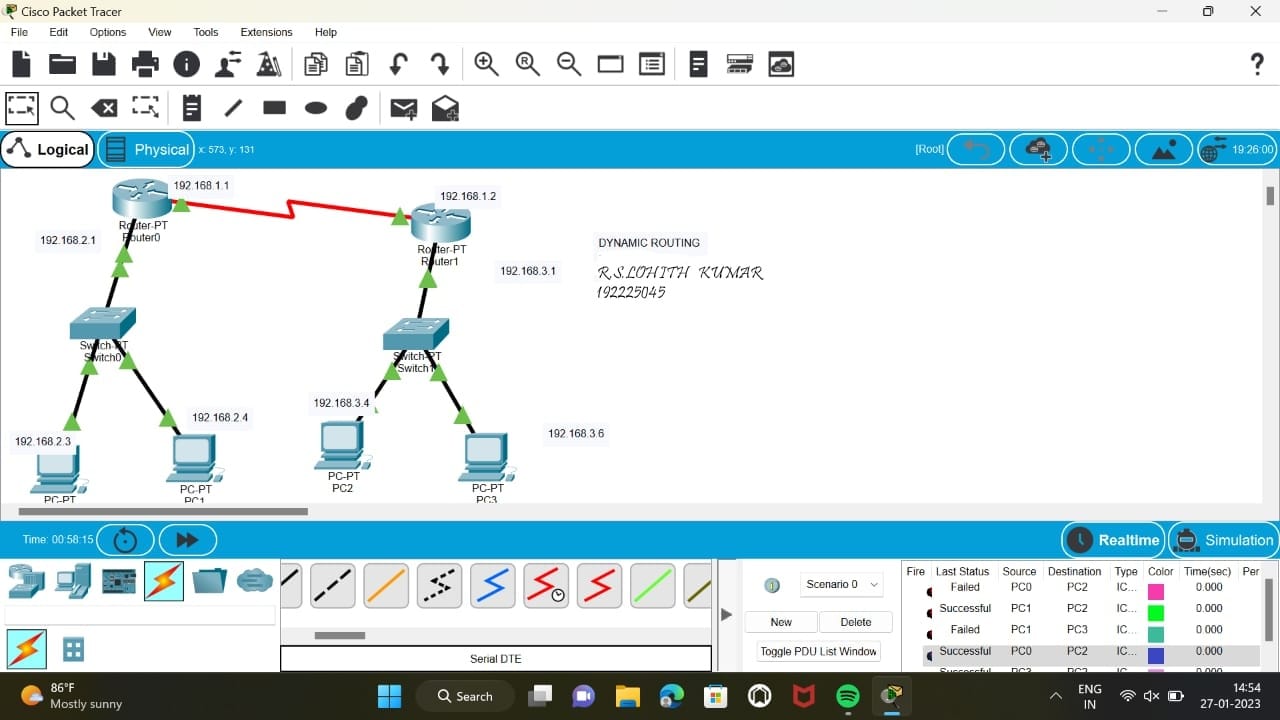 Cisco Packet Tracer
File Edit Options View Tools Extensions Help
Logical Physical x: 573, y: 131 [Root] 19:26:00
192.168.1.1
192.168.1.2
Router-PT
Router0
192.168.2.1
Router-PT
Router1
DYNAMIC ROUTING
192.168.3.1
R.S.LOHITH KUMAR
192225045
Switch-PT
Switch0
Switch-PT
Switch1
192.168.3.4
192.168.2.4
192.168.3.6
192.168.2.3
PC-PT
PC-PT
PC1
PC-PT
PC2
PC-PT
PC3
Time: 00:58:15 Realtime Simulation
Scenario 0
New Delete
Toggle PDU List Window
Serial DTE
Fire Last Status Source Destination Type Color Time(sec) Per
Failed PC0 PC2 IC... 0.000
Successful PC1 PC2 IC... 0.000
Failed PC1 PC3 IC... 0.000
Successful PC0 PC2 IC... 0.000
Successful PC3 PC2 IC... 0.000
86°F
Mostly sunny
Search
ENG
IN
14:54
27-01-2023